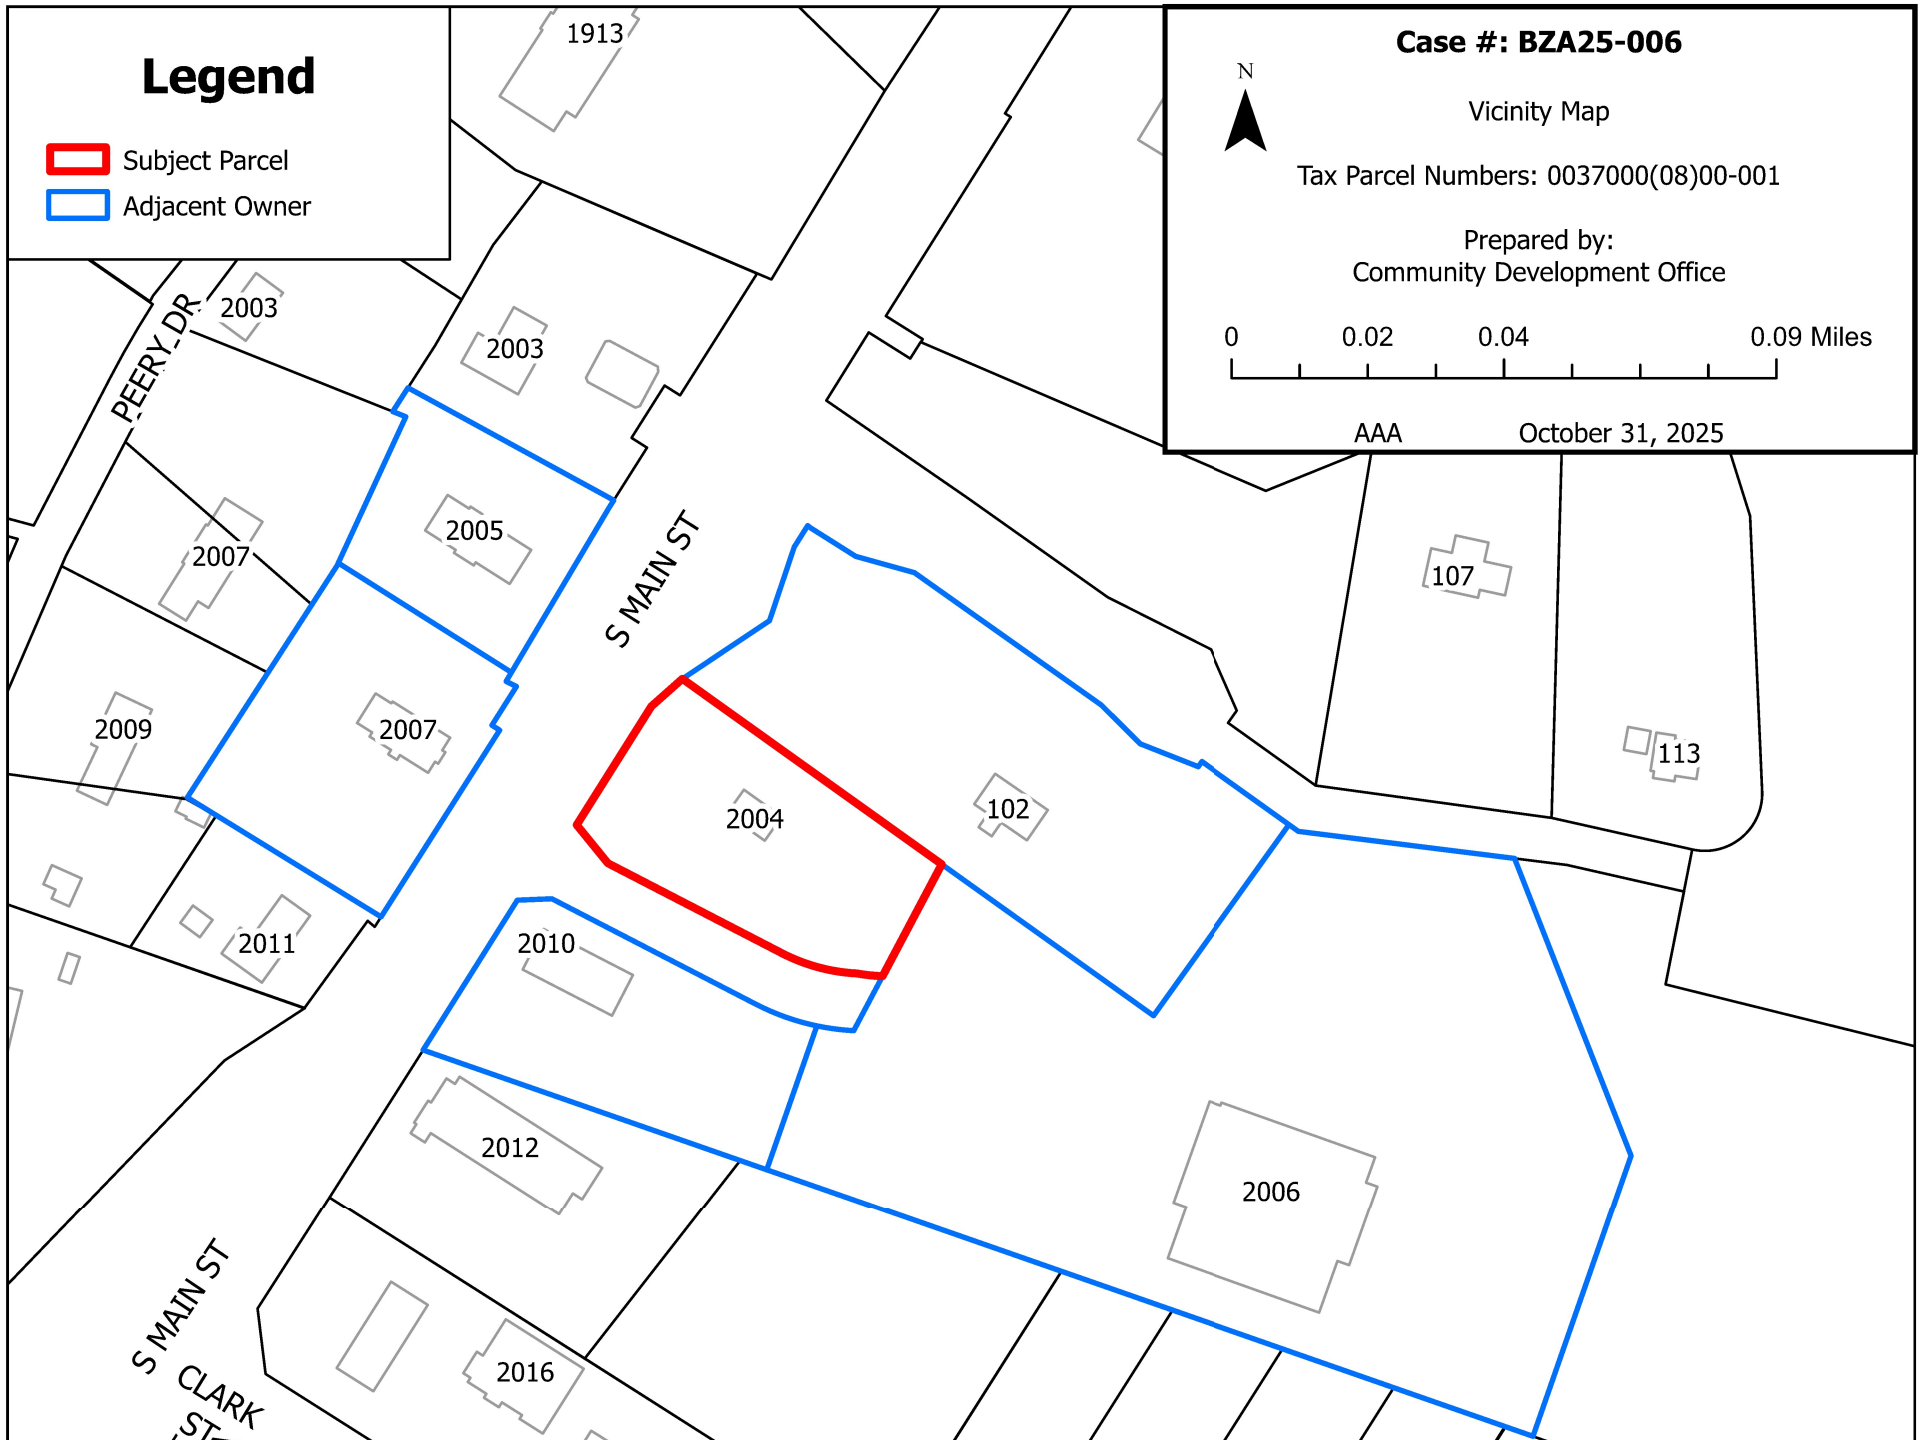 Legend
Subject Parcel
Adjacent Owner
Case #: BZA25-006
N
Vicinity Map
Tax Parcel Numbers: 0037000(08)00-001
Prepared by:
Community Development Office
0 0.02 0.04 0.09 Miles
AAA October 31, 2025
1913
2003
PEERY DR
2003
2005
2007
S MAIN ST
107
2009
2007
113
2004
102
2011
2010
2012
2006
S MAIN ST
2016
CLARK
ST